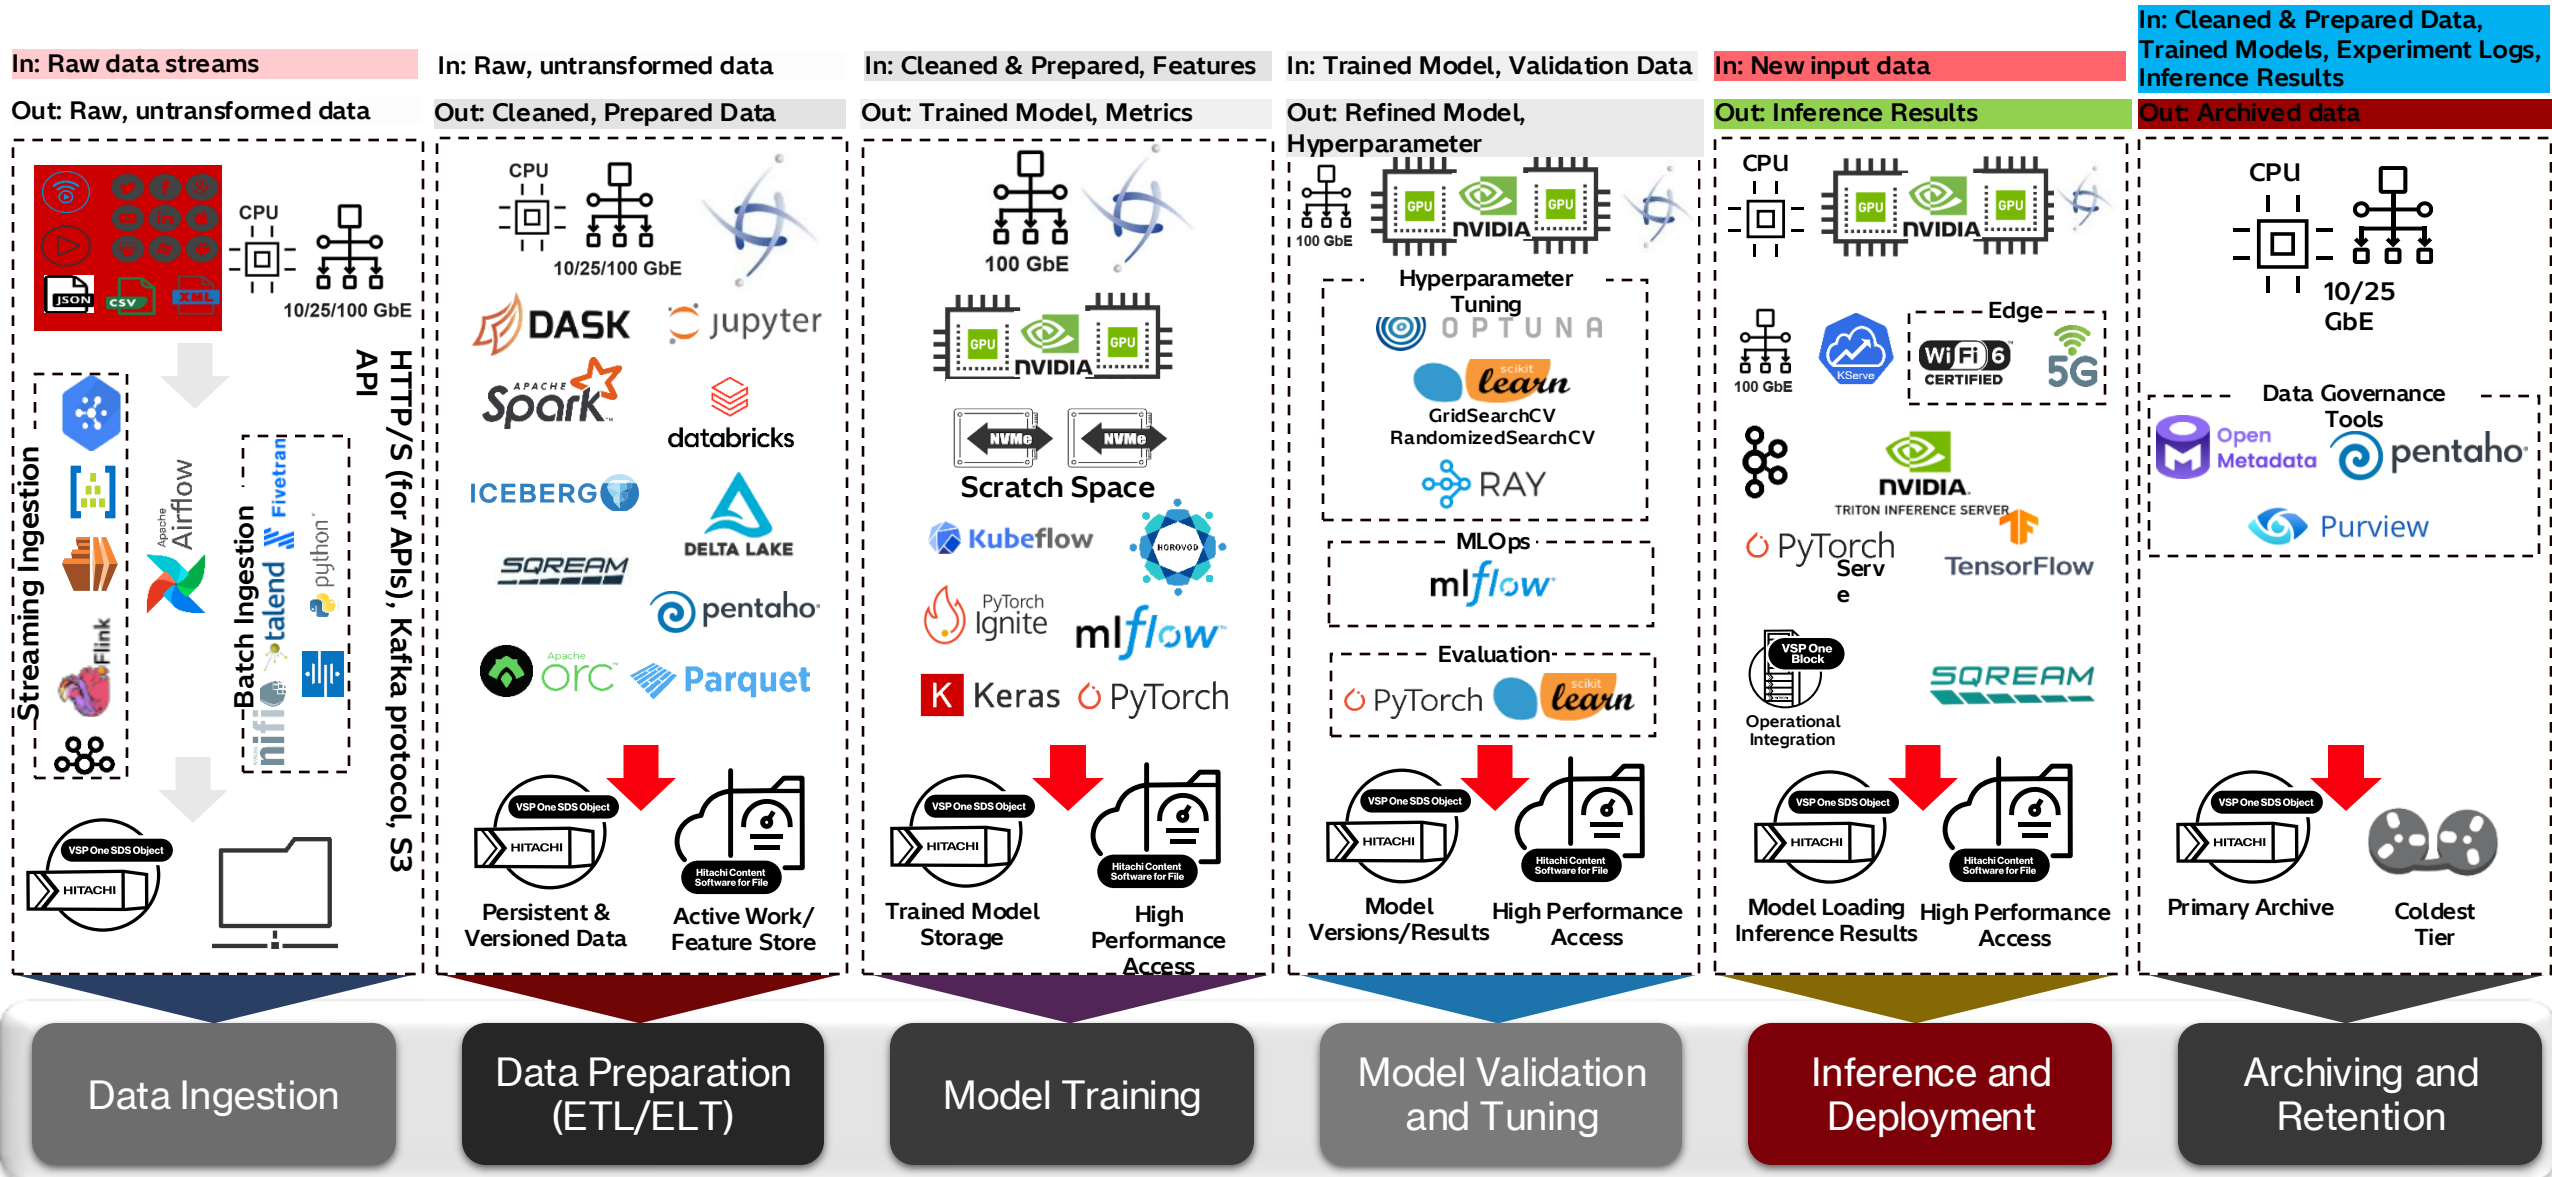 In: Raw data streams
Out: Raw, untransformed data
JSON
CSV
XML
CPU
10/25/100 GbE
HTTP/S (for APIs), Kafka protocol, S3
API
Streaming Ingestion
Flink
Apache
Airflow
Batch Ingestion
Fivetran
talend
python
nifi
VSP One SDS Object
HITACHI
Data Ingestion
In: Raw, untransformed data
Out: Cleaned, Prepared Data
CPU
10/25/100 GbE
DASK
jupyter
APACHE
Spark
databricks
ICEBERG
DELTA LAKE
SQREAM
pentaho
Apache
orc
Parquet
VSP One SDS Object
HITACHI
Hitachi Content
Software for File
Persistent &
Versioned Data
Active Work/
Feature Store
Data Preparation
(ETL/ELT)
In: Cleaned & Prepared, Features
Out: Trained Model, Metrics
100 GbE
GPU
NVIDIA
GPU
NVMe
NVMe
Scratch Space
Kubeflow
HOROVOD
PyTorch
Ignite
mlflow
Keras
PyTorch
VSP One SDS Object
HITACHI
Hitachi Content
Software for File
Trained Model
Storage
High
Performance
Access
Model Training
In: Trained Model, Validation Data
Out: Refined Model,
Hyperparameter
100 GbE
GPU
NVIDIA
GPU
Hyperparameter
Tuning
OPTUNA
scikit
learn
GridSearchCV
RandomizedSearchCV
RAY
MLOps
mlflow
Evaluation
PyTorch
scikit
learn
VSP One SDS Object
HITACHI
Hitachi Content
Software for File
Model
Versions/Results
High Performance
Access
Model Validation
and Tuning
In: New input data
Out: Inference Results
CPU
GPU
NVIDIA
GPU
100 GbE
KServe
Edge
WiFi 6
CERTIFIED
5G
NVIDIA.
TRITON INFERENCE SERVER
PyTorch
Serv
e
TensorFlow
VSP One
Block
Operational
Integration
SQREAM
VSP One SDS Object
HITACHI
Hitachi Content
Software for File
Model Loading
Inference Results
High Performance
Access
Inference and
Deployment
In: Cleaned & Prepared Data,
Trained Models, Experiment Logs,
Inference Results
Out: Archived data
CPU
10/25
GbE
Data Governance
Tools
Open
Metadata
pentaho
Purview
VSP One SDS Object
HITACHI
Primary Archive
Coldest
Tier
Archiving and
Retention